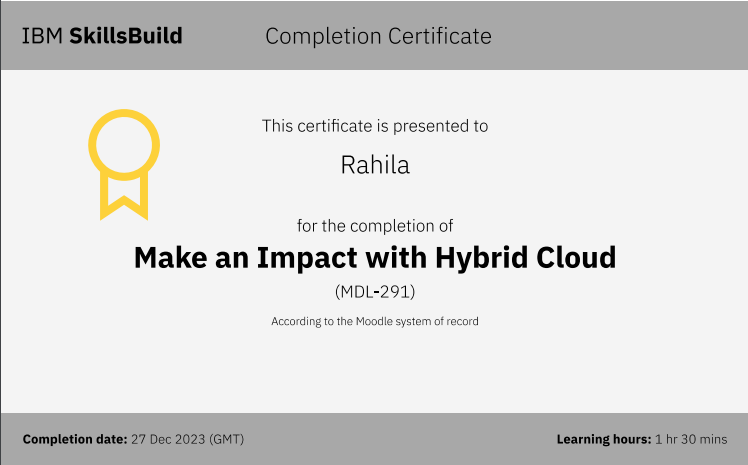 IBM SkillsBuild
Completion Certificate
This certificate is presented to
Rahila
for the completion of
Make an Impact with Hybrid Cloud
(MDL-291)
According to the Moodle system of record
Completion date: 27 Dec 2023 (GMT)
Learning hours: 1 hr 30 mins